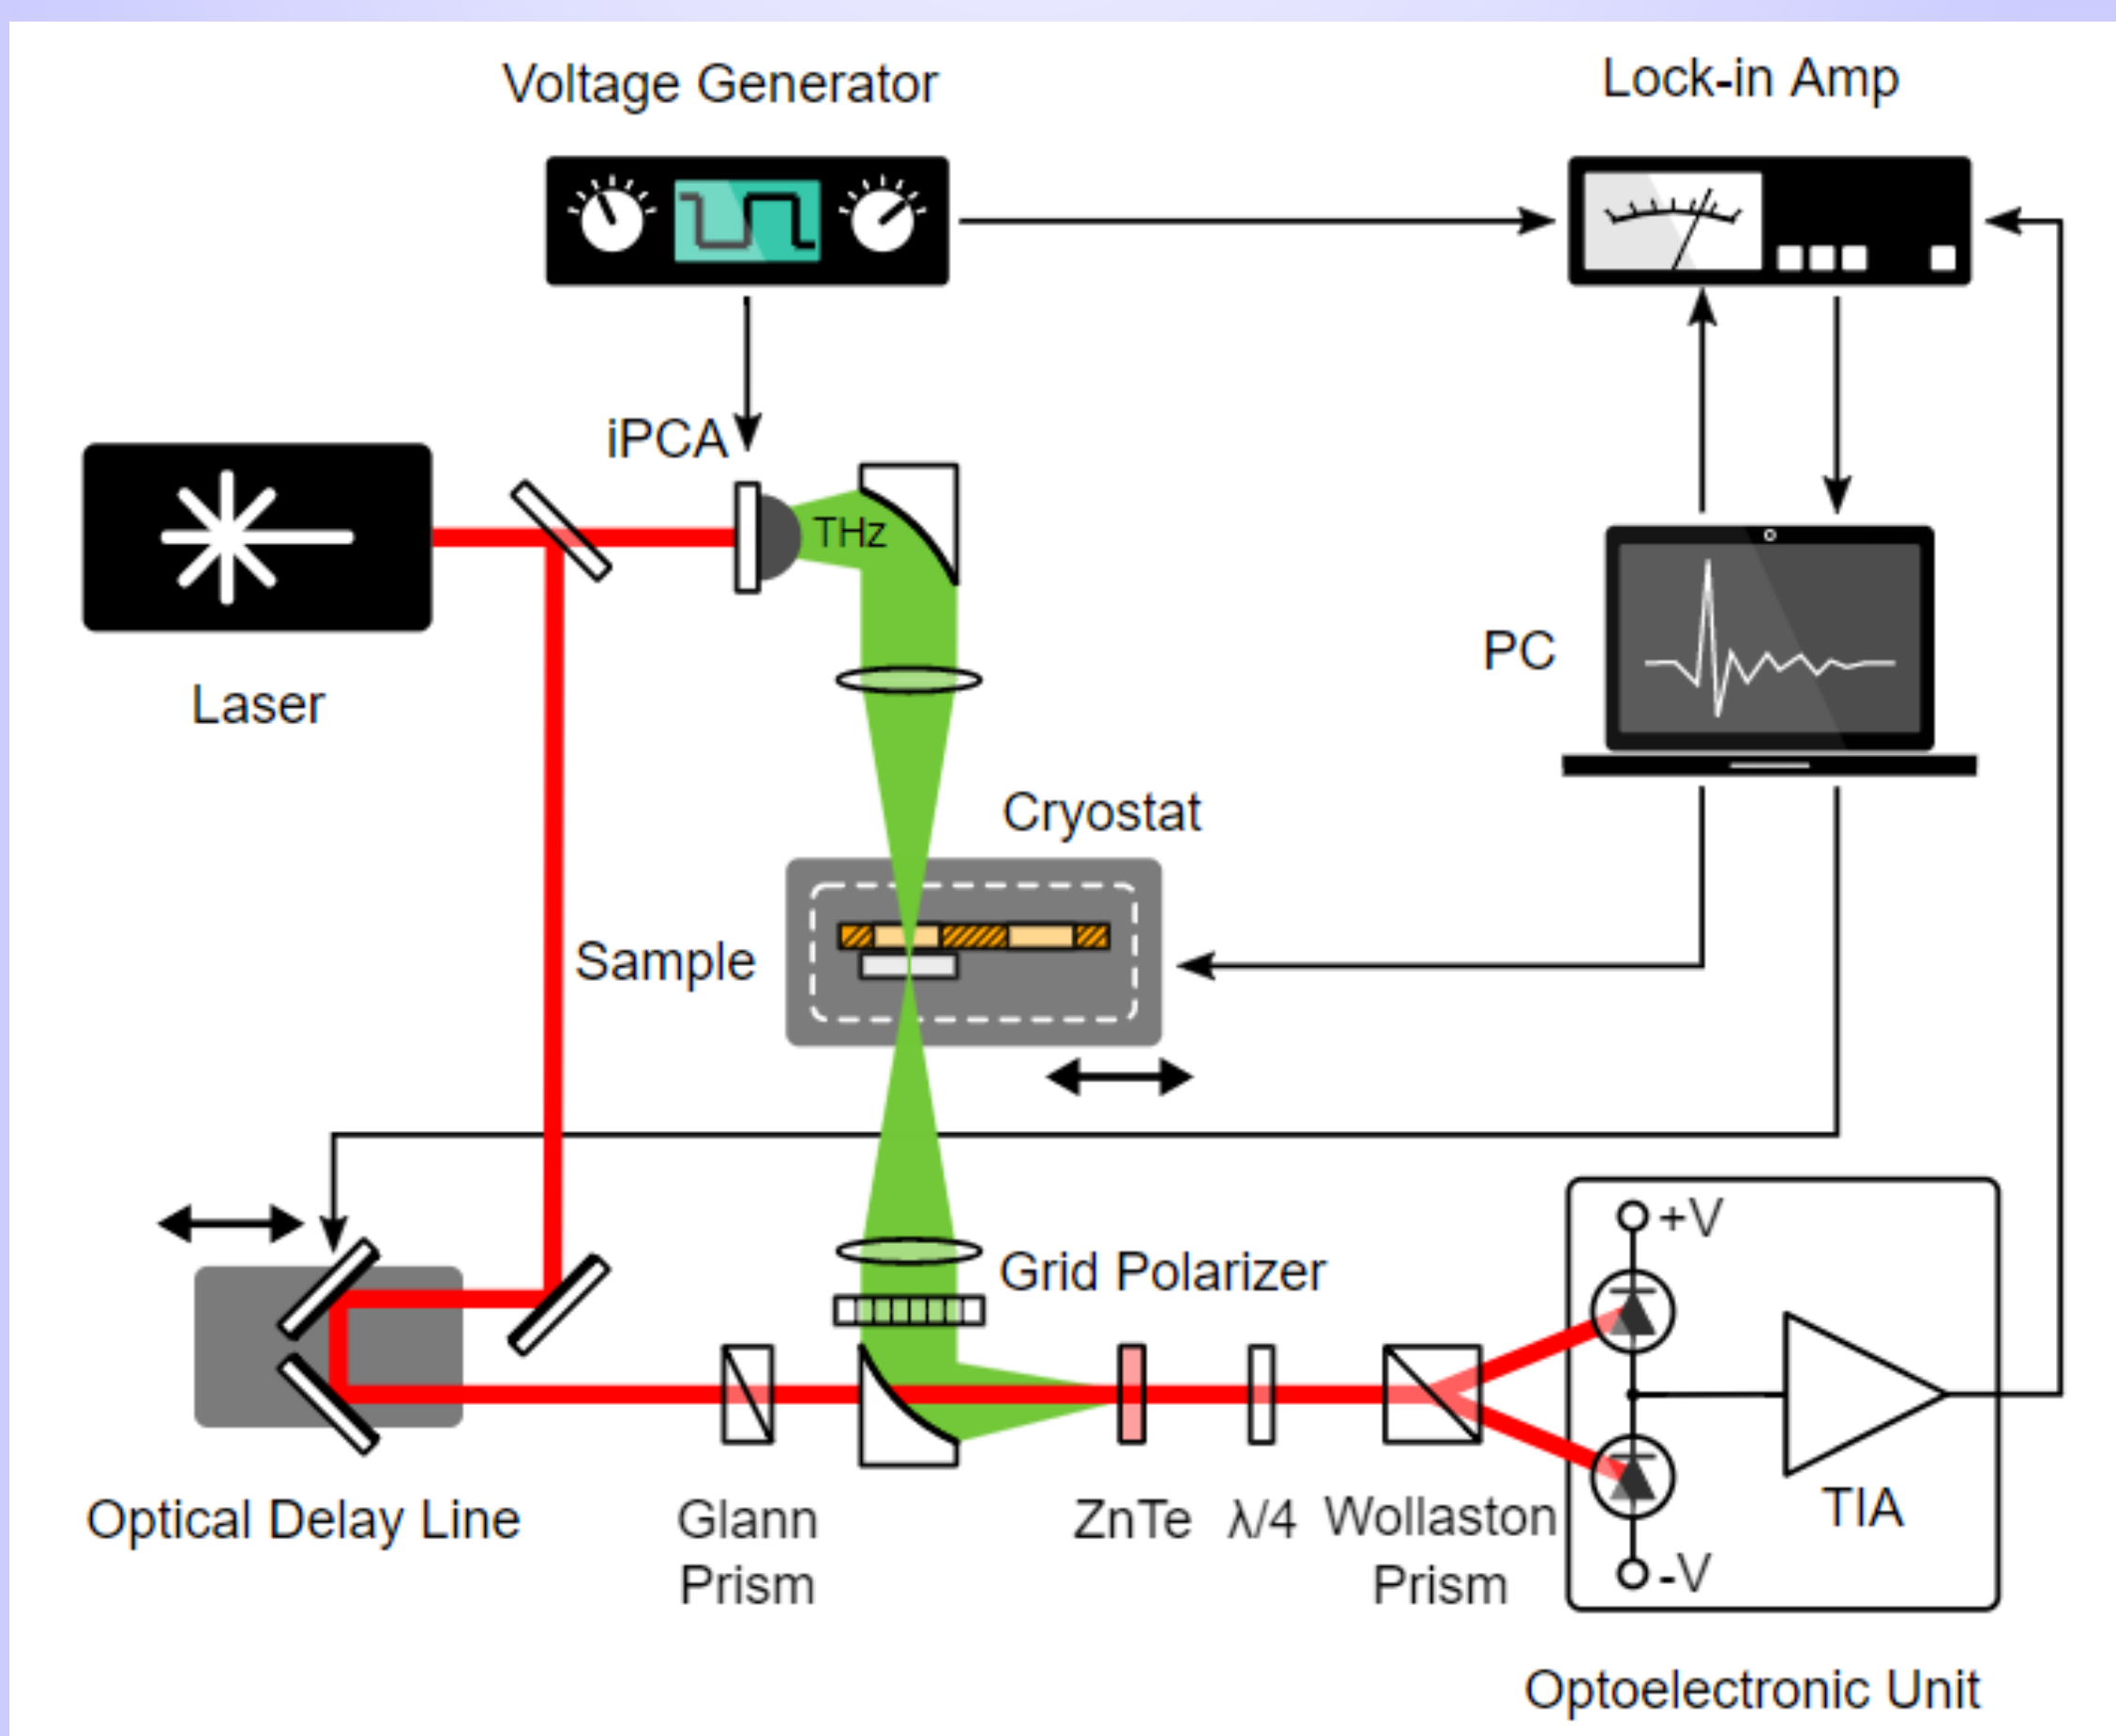 Voltage Generator
Lock-in Amp
iPCA
THz
Laser
PC
Cryostat
Sample
Grid Polarizer
+V
Optical Delay Line
Glann
Prism
ZnTe
λ/4
Wollaston
Prism
TIA
-V
Optoelectronic Unit